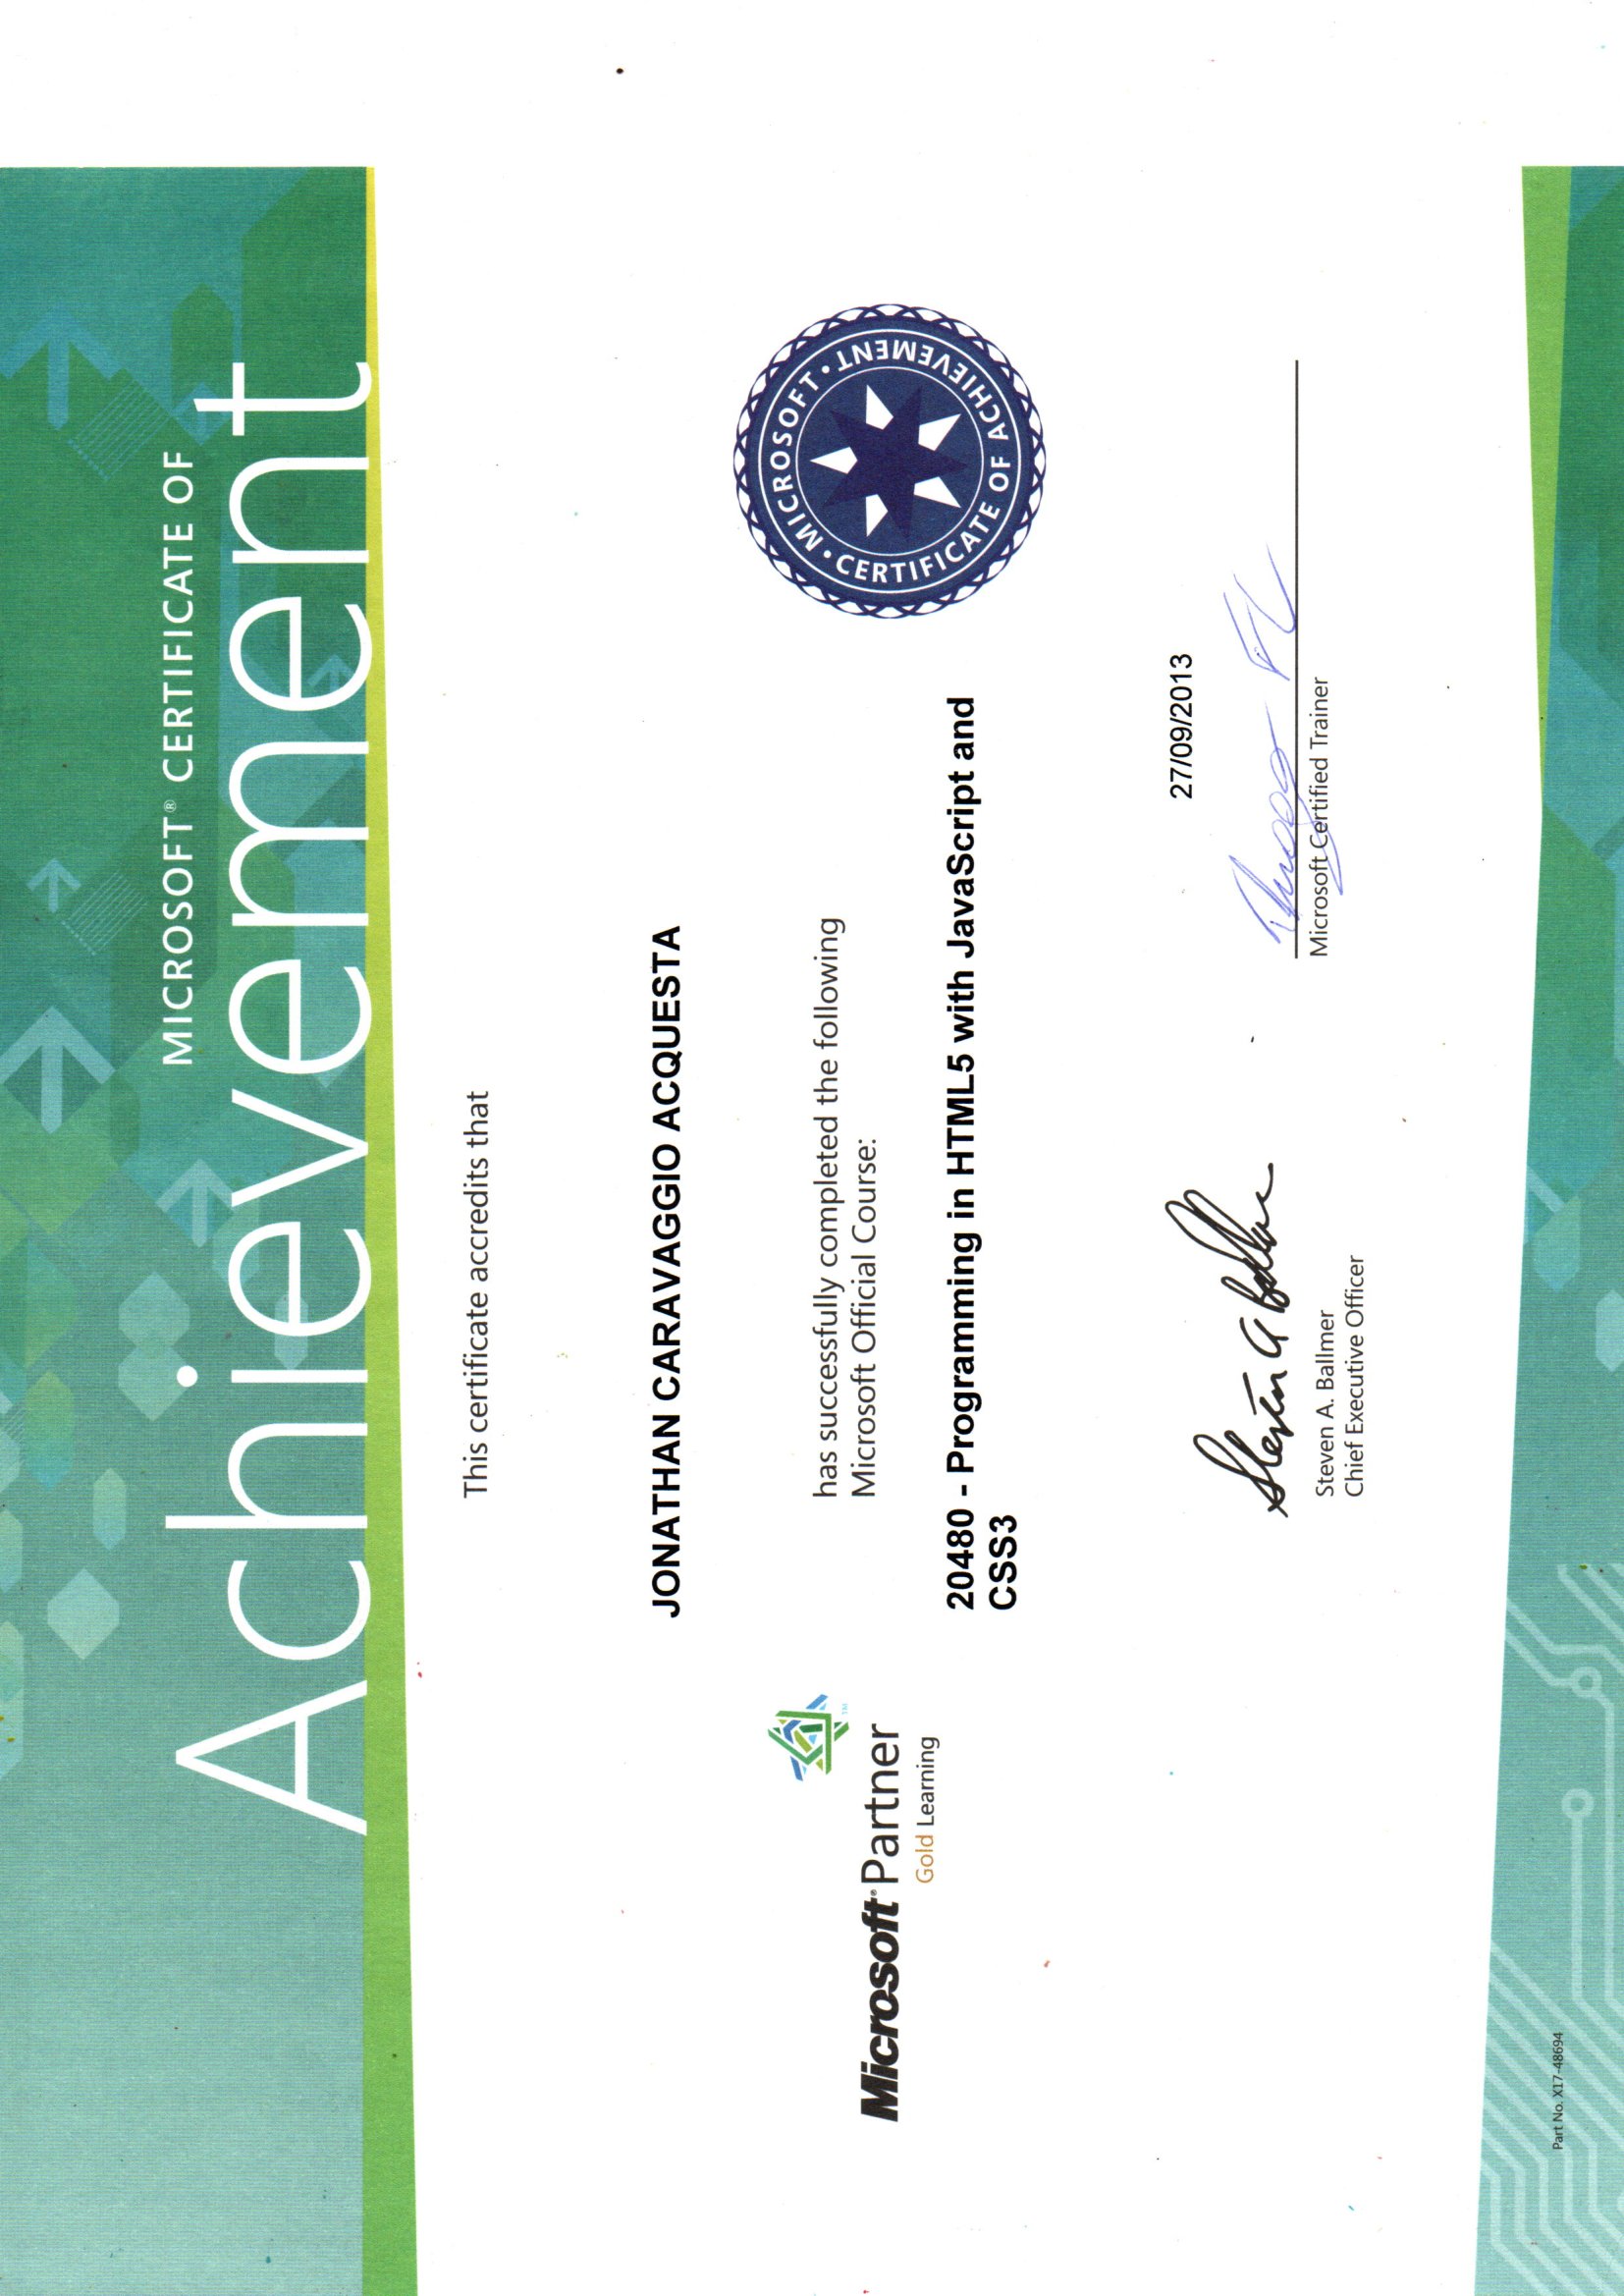 MICROSOFT® CERTIFICATE OF
Achievement
This certificate accredits that
JONATHAN CARAVAGGIO ACQUESTA
Microsoft Partner
Gold Learning
has successfully completed the following
Microsoft Official Course:
20480 - Programming in HTML5 with JavaScript and
CSS3
• MICROSOFT •
CERTIFICATE OF ACHIEVEMENT
27/09/2013
Steven A Ballmer
Steven A. Ballmer
Chief Executive Officer
Microsoft Certified Trainer
Part No. X17-48694